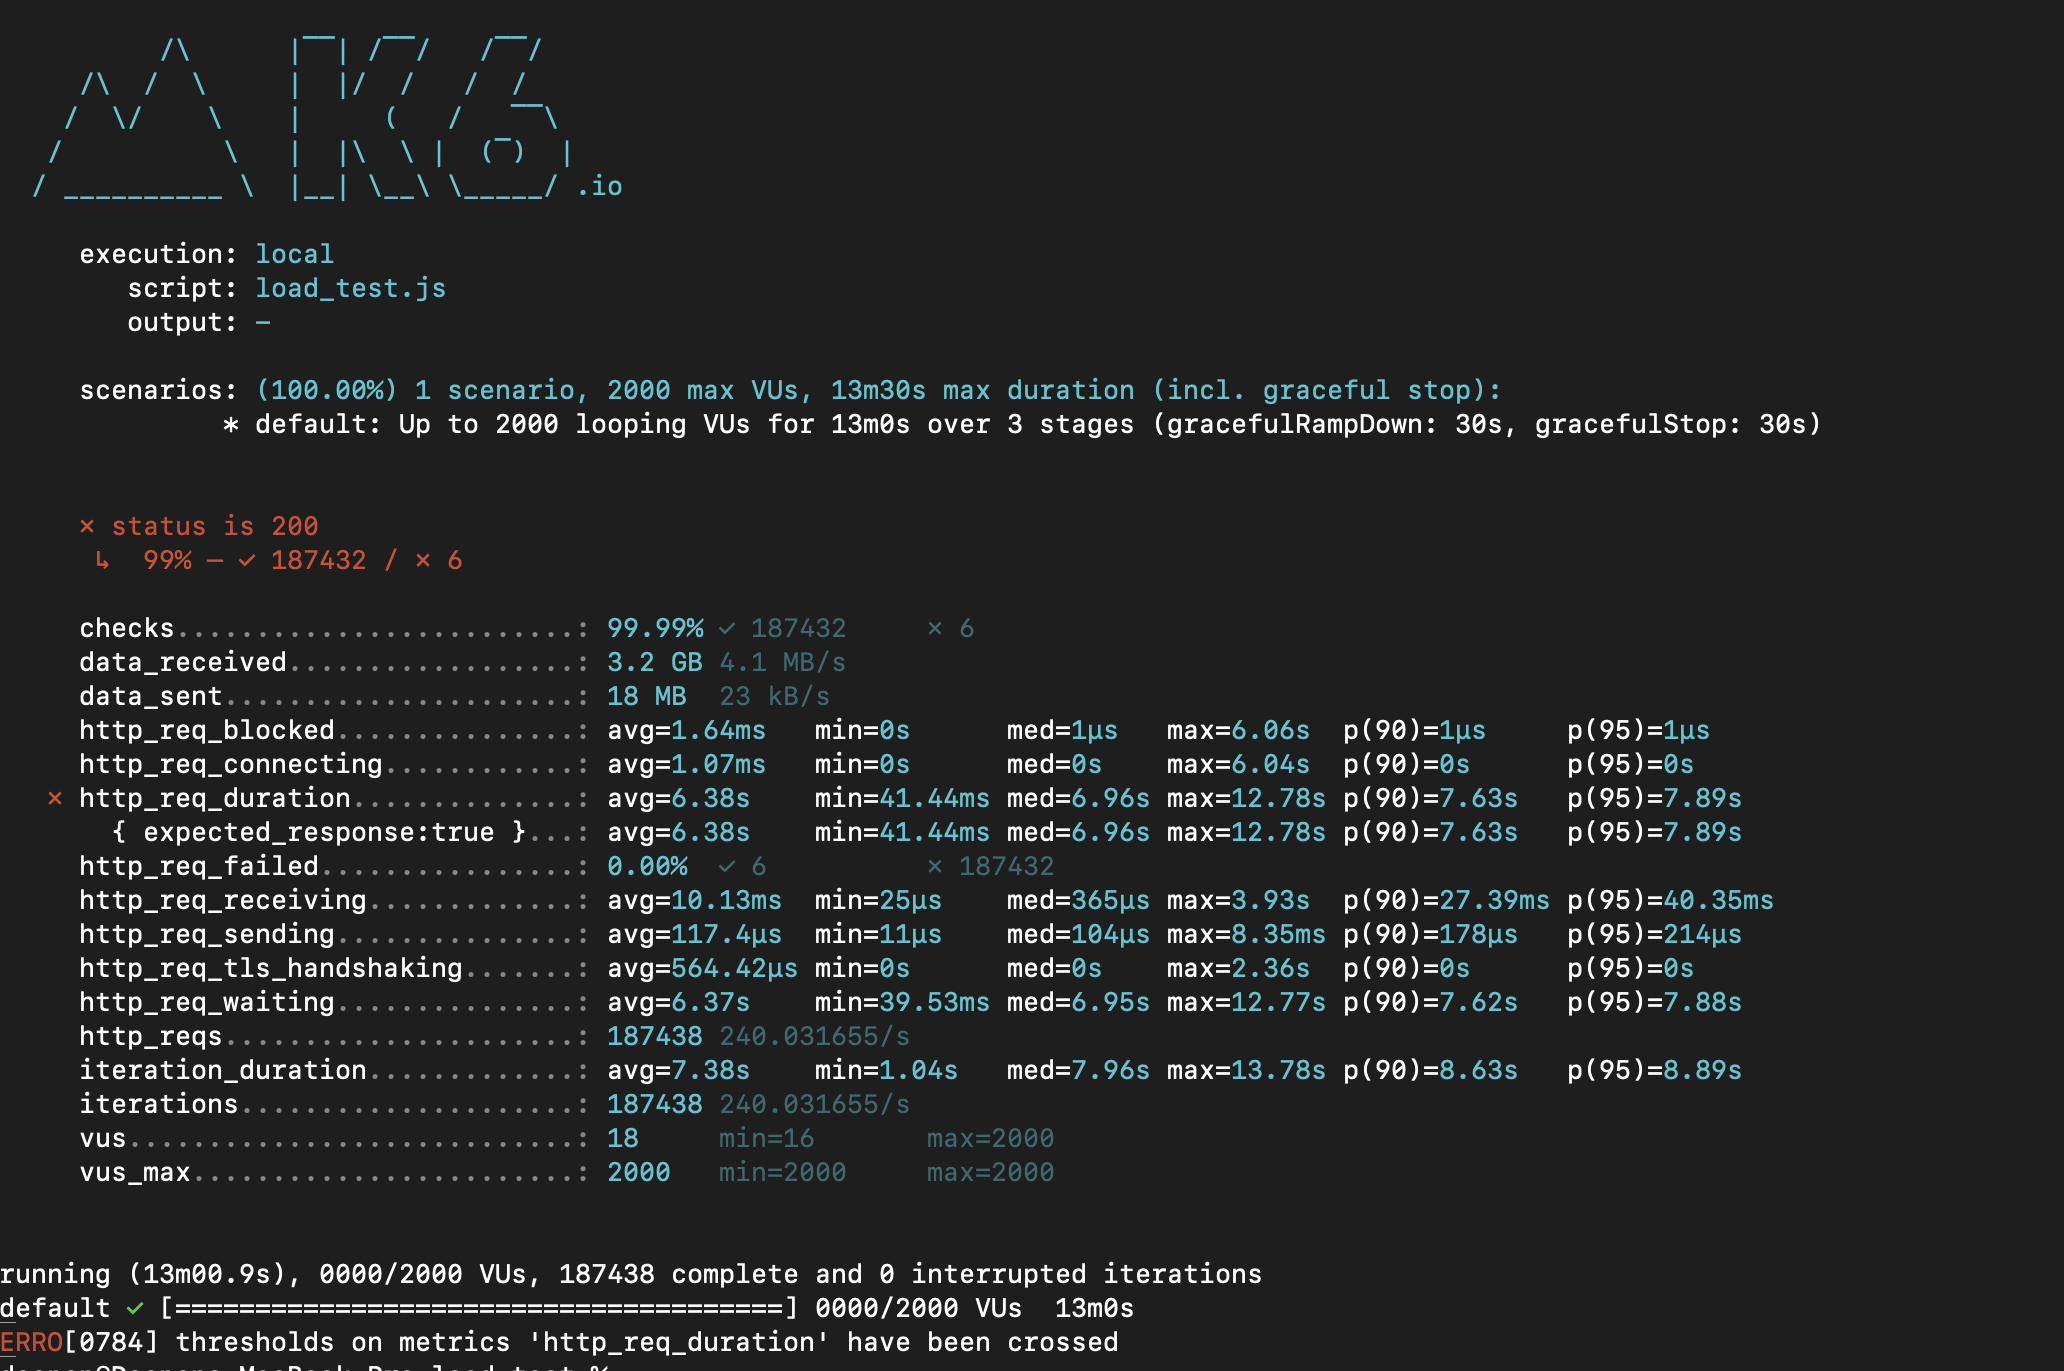 K6 .io
execution: local
script: load_test.js
output: –
scenarios: (100.00%) 1 scenario, 2000 max VUs, 13m30s max duration (incl. graceful stop):
* default: Up to 2000 looping VUs for 13m0s over 3 stages (gracefulRampDown: 30s, gracefulStop: 30s)
✗ status is 200
↳  99% — ✓ 187432 / ✗ 6
checks.........................: 99.99% ✓ 187432     ✗ 6
data_received..................: 3.2 GB 4.1 MB/s
data_sent......................: 18 MB  23 kB/s
http_req_blocked...............: avg=1.64ms   min=0s      med=1µs   max=6.06s  p(90)=1µs     p(95)=1µs
http_req_connecting............: avg=1.07ms   min=0s      med=0s    max=6.04s  p(90)=0s      p(95)=0s
✗ http_req_duration..............: avg=6.38s    min=41.44ms med=6.96s max=12.78s p(90)=7.63s   p(95)=7.89s
{ expected_response:true }...: avg=6.38s    min=41.44ms med=6.96s max=12.78s p(90)=7.63s   p(95)=7.89s
http_req_failed................: 0.00%  ✓ 6          ✗ 187432
http_req_receiving.............: avg=10.13ms  min=25µs    med=365µs max=3.93s  p(90)=27.39ms p(95)=40.35ms
http_req_sending...............: avg=117.4µs  min=11µs    med=104µs max=8.35ms p(90)=178µs   p(95)=214µs
http_req_tls_handshaking.......: avg=564.42µs min=0s      med=0s    max=2.36s  p(90)=0s      p(95)=0s
http_req_waiting...............: avg=6.37s    min=39.53ms med=6.95s max=12.77s p(90)=7.62s   p(95)=7.88s
http_reqs......................: 187438 240.031655/s
iteration_duration.............: avg=7.38s    min=1.04s   med=7.96s max=13.78s p(90)=8.63s   p(95)=8.89s
iterations.....................: 187438 240.031655/s
vus............................: 18     min=16       max=2000
vus_max........................: 2000   min=2000     max=2000
running (13m00.9s), 0000/2000 VUs, 187438 complete and 0 interrupted iterations
default ✓ [======================================] 0000/2000 VUs  13m0s
ERRO[0784] thresholds on metrics 'http_req_duration' have been crossed